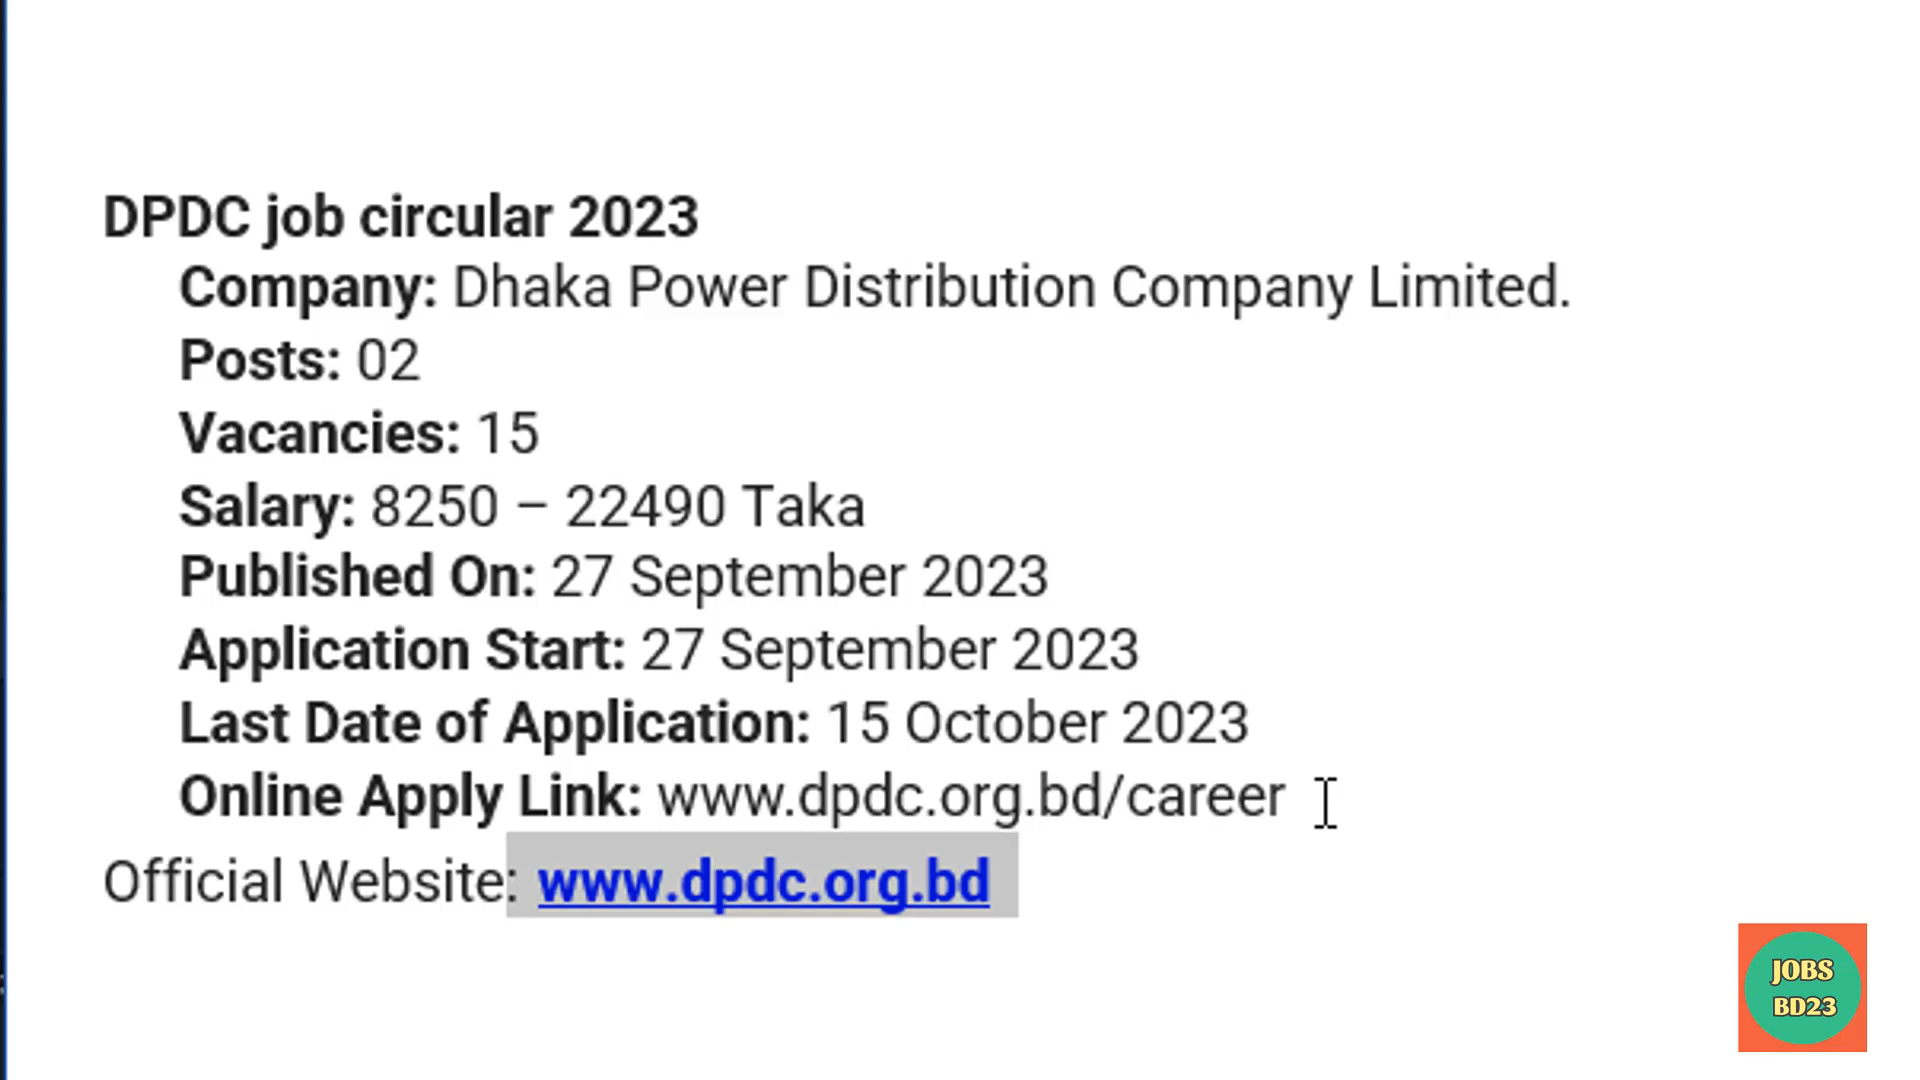 DPDC job circular 2023
Company: Dhaka Power Distribution Company Limited.
Posts: 02
Vacancies: 15
Salary: 8250 – 22490 Taka
Published On: 27 September 2023
Application Start: 27 September 2023
Last Date of Application: 15 October 2023
Online Apply Link: www.dpdc.org.bd/career
Official Website: www.dpdc.org.bd
JOBS
BD23